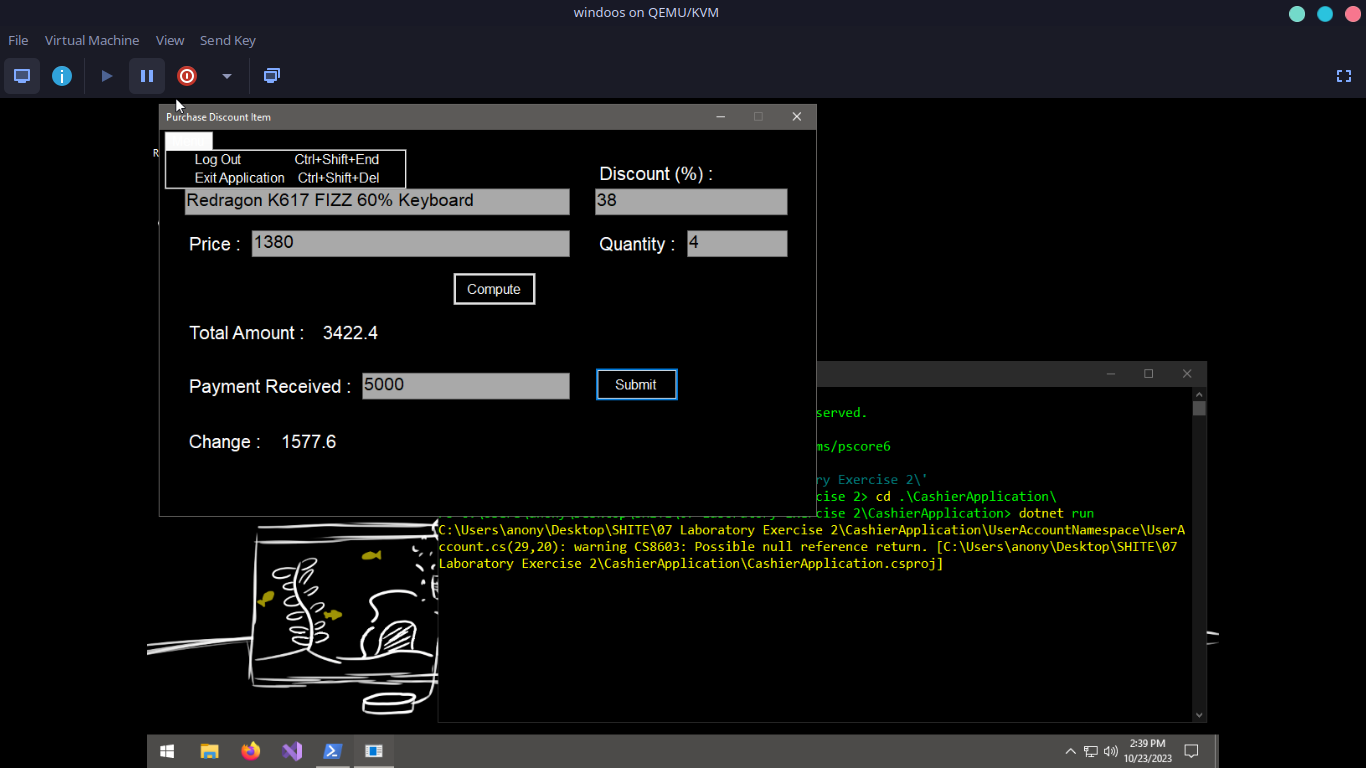 windoos on QEMU/KVM
File Virtual Machine View Send Key
Purchase Discount Item
R
Log Out Ctrl+Shift+End
Exit Application Ctrl+Shift+Del
Discount (%) :
Redragon K617 FIZZ 60% Keyboard
38
Price : 1380
Quantity : 4
Compute
Total Amount : 3422.4
Payment Received : 5000
Submit
Change : 1577.6
served.
ms/pscore6
ry Exercise 2\'
cise 2> cd .\CashierApplication\
cise 2\CashierApplication> dotnet run
C:\Users\anony\Desktop\SHITE\07 Laboratory Exercise 2\CashierApplication\UserAccountNamespace\UserA
ccount.cs(29,20): warning CS8603: Possible null reference return. [C:\Users\anony\Desktop\SHITE\07
Laboratory Exercise 2\CashierApplication\CashierApplication.csproj]
2:39 PM
10/23/2023